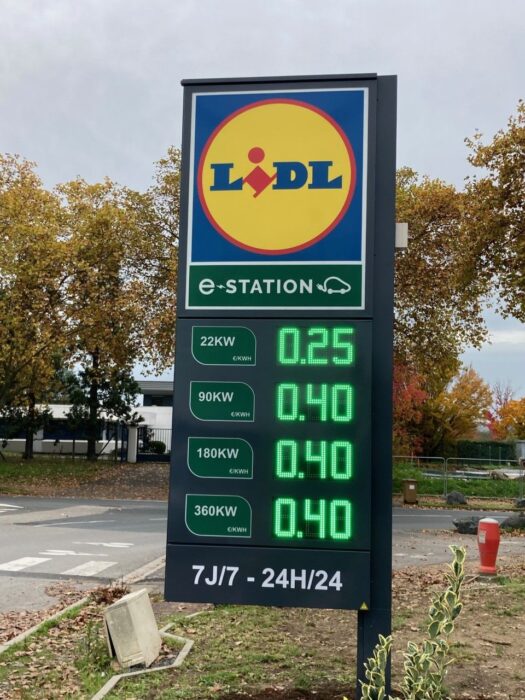 LIDL
e-STATION
22KW
€/KWH
0.25
90KW
€/KWH
0.40
180KW
€/KWH
0.40
360KW
€/KWH
0.40
7J/7 - 24H/24